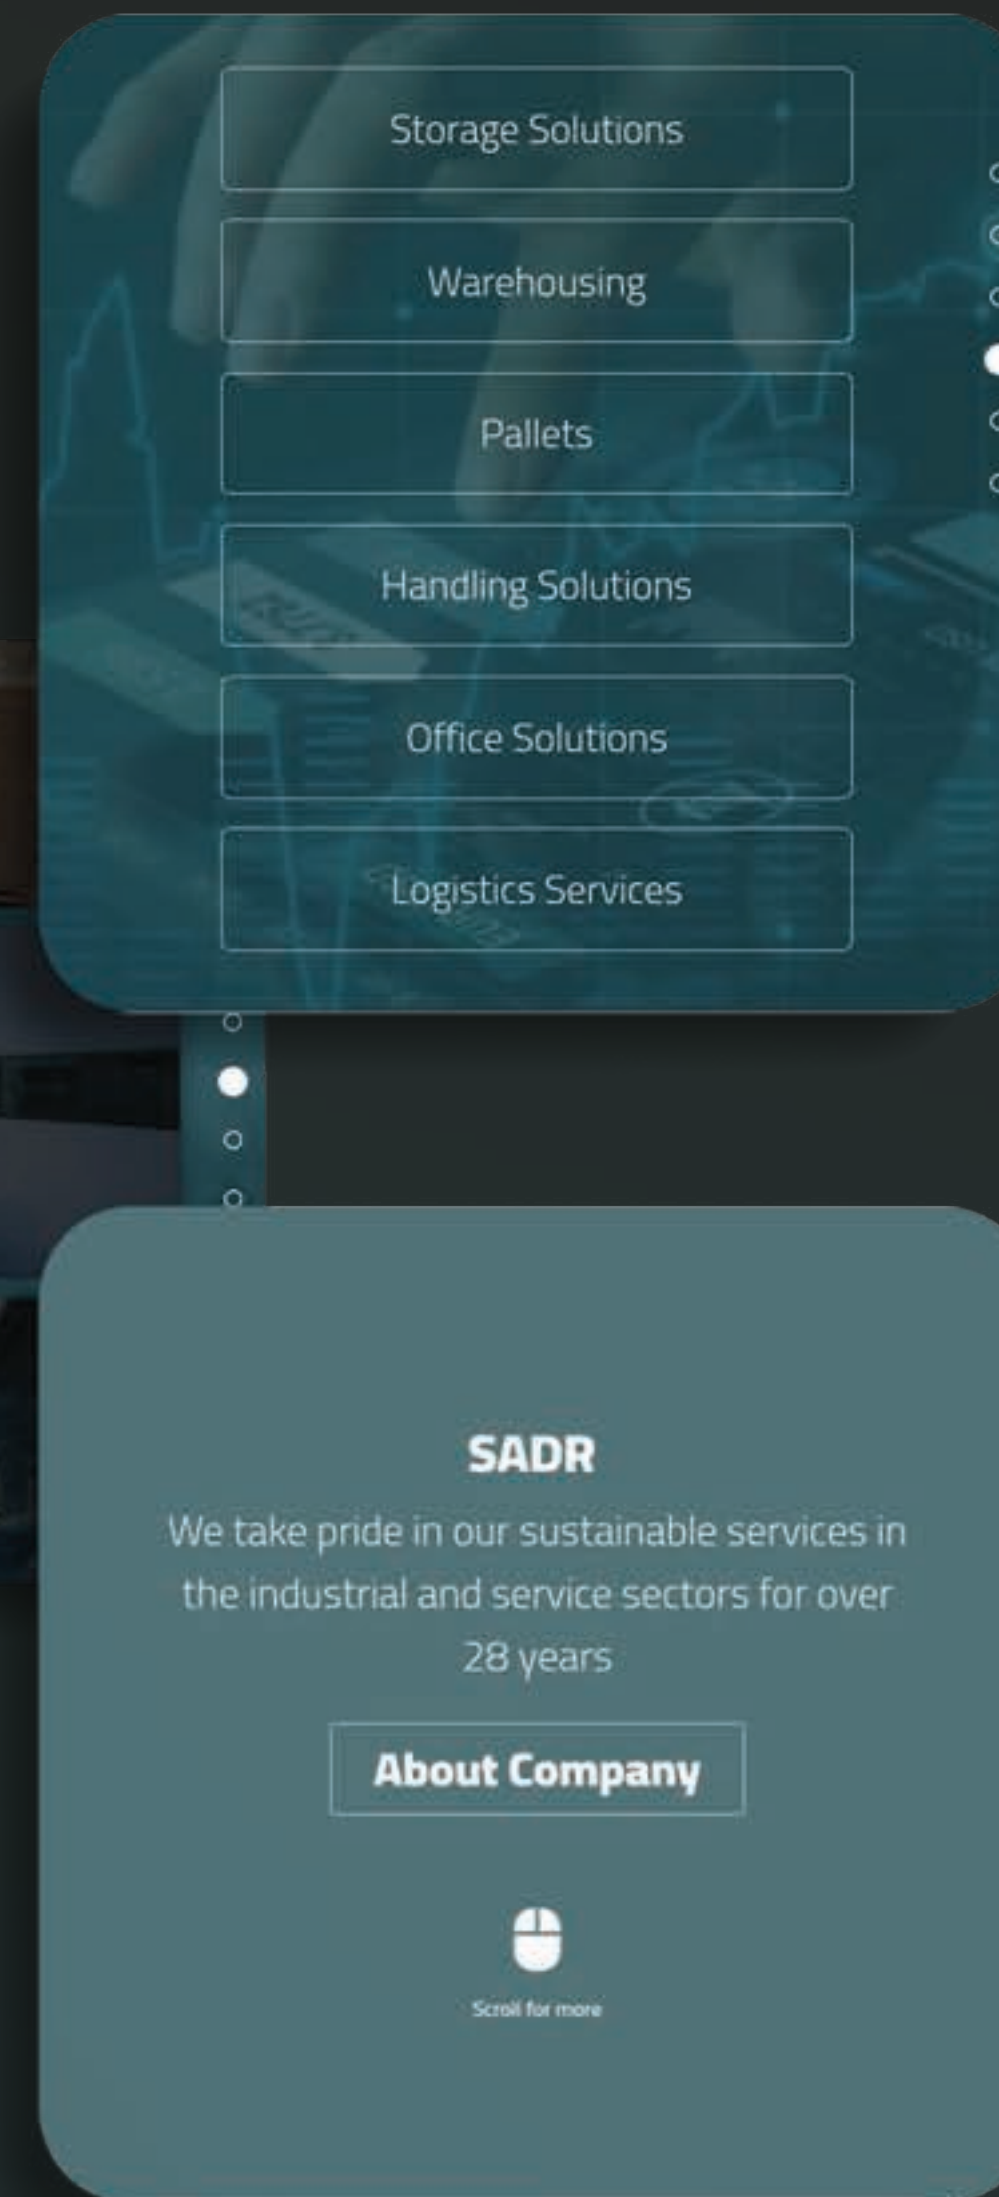 Storage Solutions
Warehousing
Pallets
Handling Solutions
Office Solutions
Logistics Services
SADR
We take pride in our sustainable services in
the industrial and service sectors for over
28 years
About Company
Scroll for more